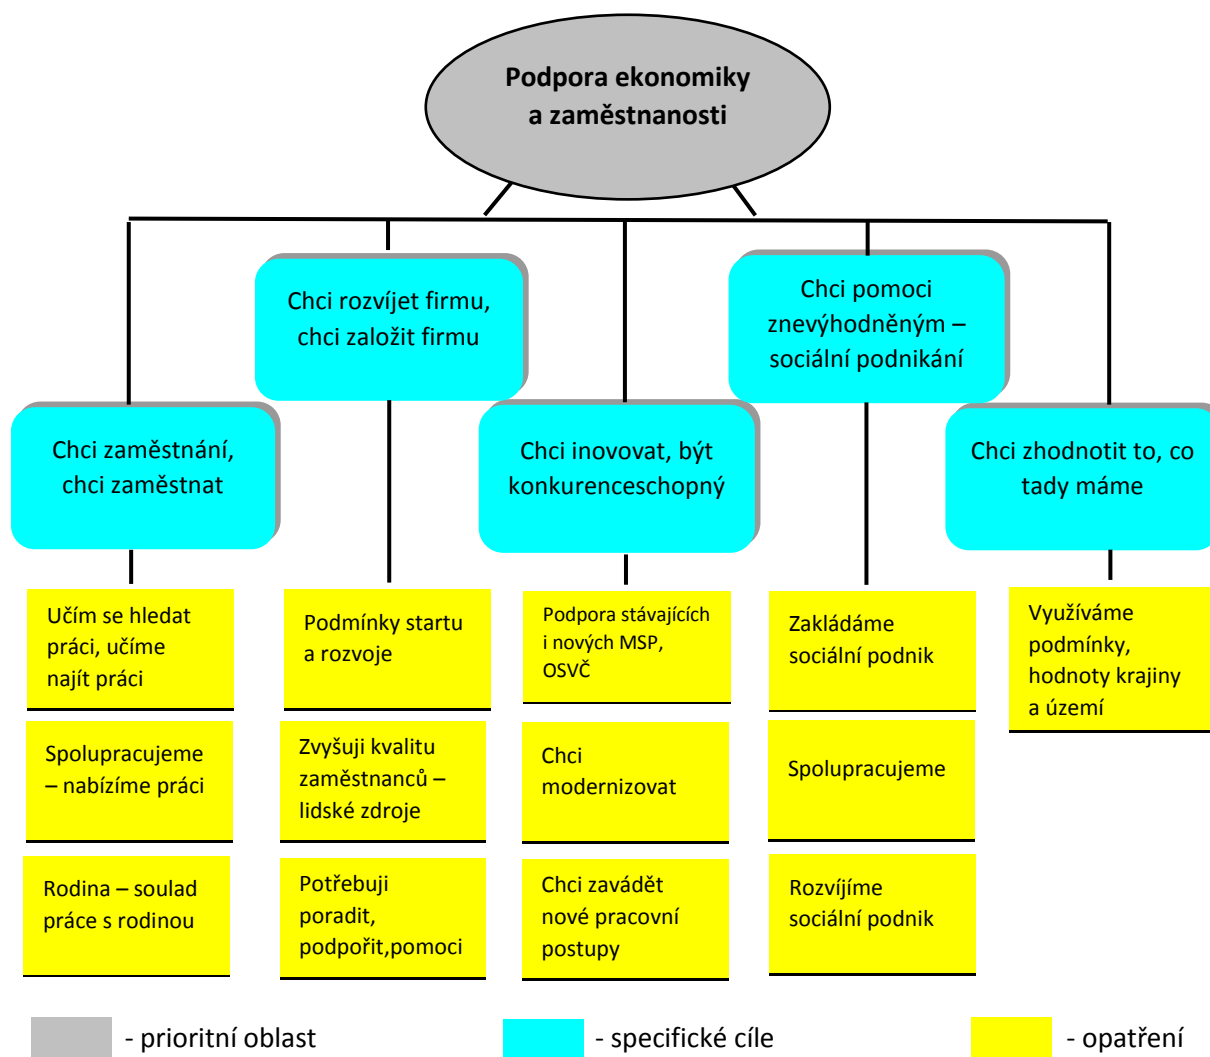 Podpora ekonomiky
a zaměstnanosti
Chci rozvíjet firmu,
chci založit firmu
Chci pomoci
znevýhodněným –
sociální podnikání
Chci zaměstnání,
chci zaměstnat
Chci inovovat, být
konkurenceschopný
Chci zhodnotit to, co
tady máme
Učím se hledat
práci, učíme
najít práci
Podmínky startu
a rozvoje
Podpora stávajících
i nových MSP,
OSVČ
Zakládáme
sociální podnik
Využíváme
podmínky,
hodnoty krajiny
a území
Spolupracujeme
– nabízíme práci
Zvyšuji kvalitu
zaměstnanců –
lidské zdroje
Chci
modernizovat
Spolupracujeme
Rodina – soulad
práce s rodinou
Potřebuji
poradit,
podpořit,pomoci
Chci zavádět
nové pracovní
postupy
Rozvíjíme
sociální podnik
- prioritní oblast
- specifické cíle
- opatření